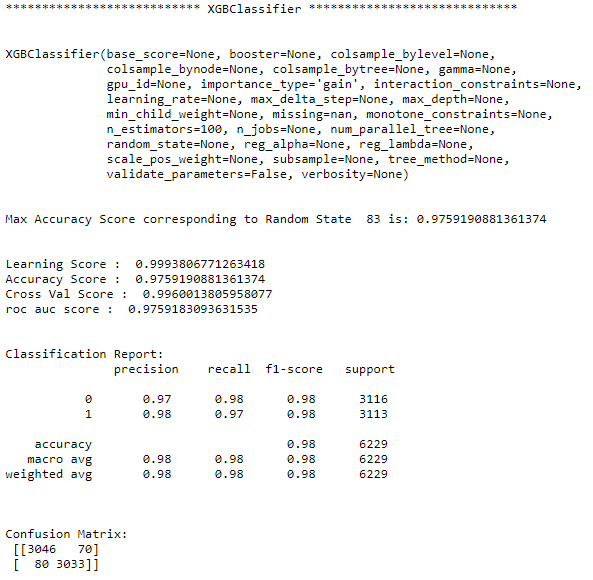 *************************** XGBClassifier *****************************
XGBClassifier(base_score=None, booster=None, colsample_bylevel=None,
              colsample_bynode=None, colsample_bytree=None, gamma=None,
              gpu_id=None, importance_type='gain', interaction_constraints=None,
              learning_rate=None, max_delta_step=None, max_depth=None,
              min_child_weight=None, missing=nan, monotone_constraints=None,
              n_estimators=100, n_jobs=None, num_parallel_tree=None,
              random_state=None, reg_alpha=None, reg_lambda=None,
              scale_pos_weight=None, subsample=None, tree_method=None,
              validate_parameters=False, verbosity=None)
Max Accuracy Score corresponding to Random State  83 is: 0.9759190881361374
Learning Score :  0.9993806771263418
Accuracy Score :  0.9759190881361374
Cross Val Score :  0.9960013805958077
roc auc score :  0.9759183093631535
Classification Report:
               precision    recall  f1-score   support
           0       0.97      0.98      0.98      3116
           1       0.98      0.97      0.98      3113
    accuracy                           0.98      6229
   macro avg       0.98      0.98      0.98      6229
weighted avg       0.98      0.98      0.98      6229
Confusion Matrix:
 [[3046   70]
 [  80 3033]]